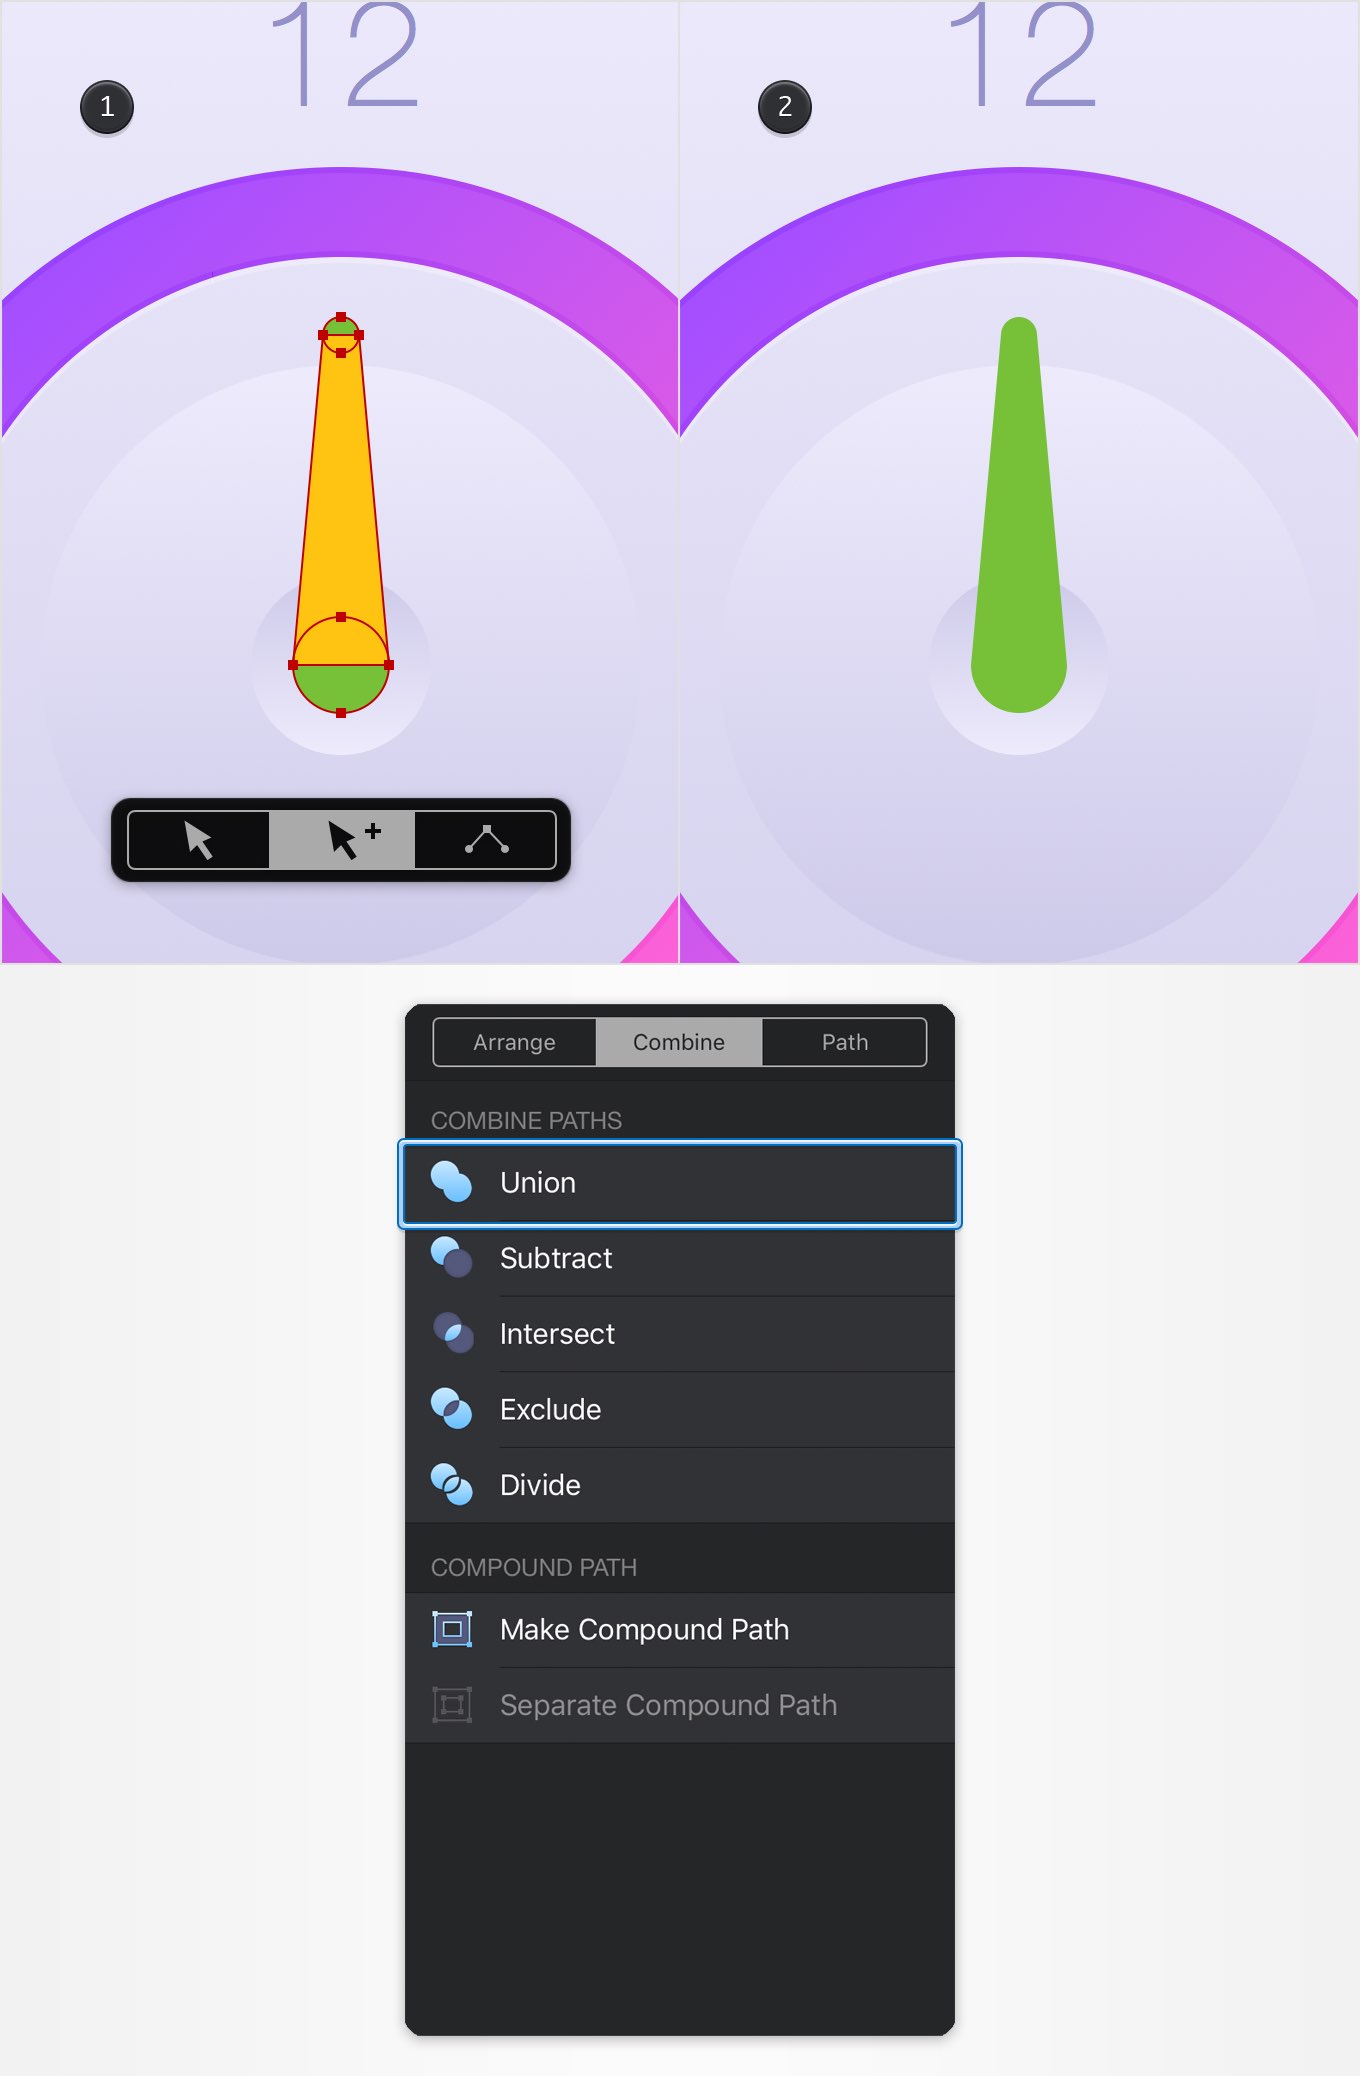 12
1
12
2
Arrange Combine Path
COMBINE PATHS
Union
Subtract
Intersect
Exclude
Divide
COMPOUND PATH
Make Compound Path
Separate Compound Path